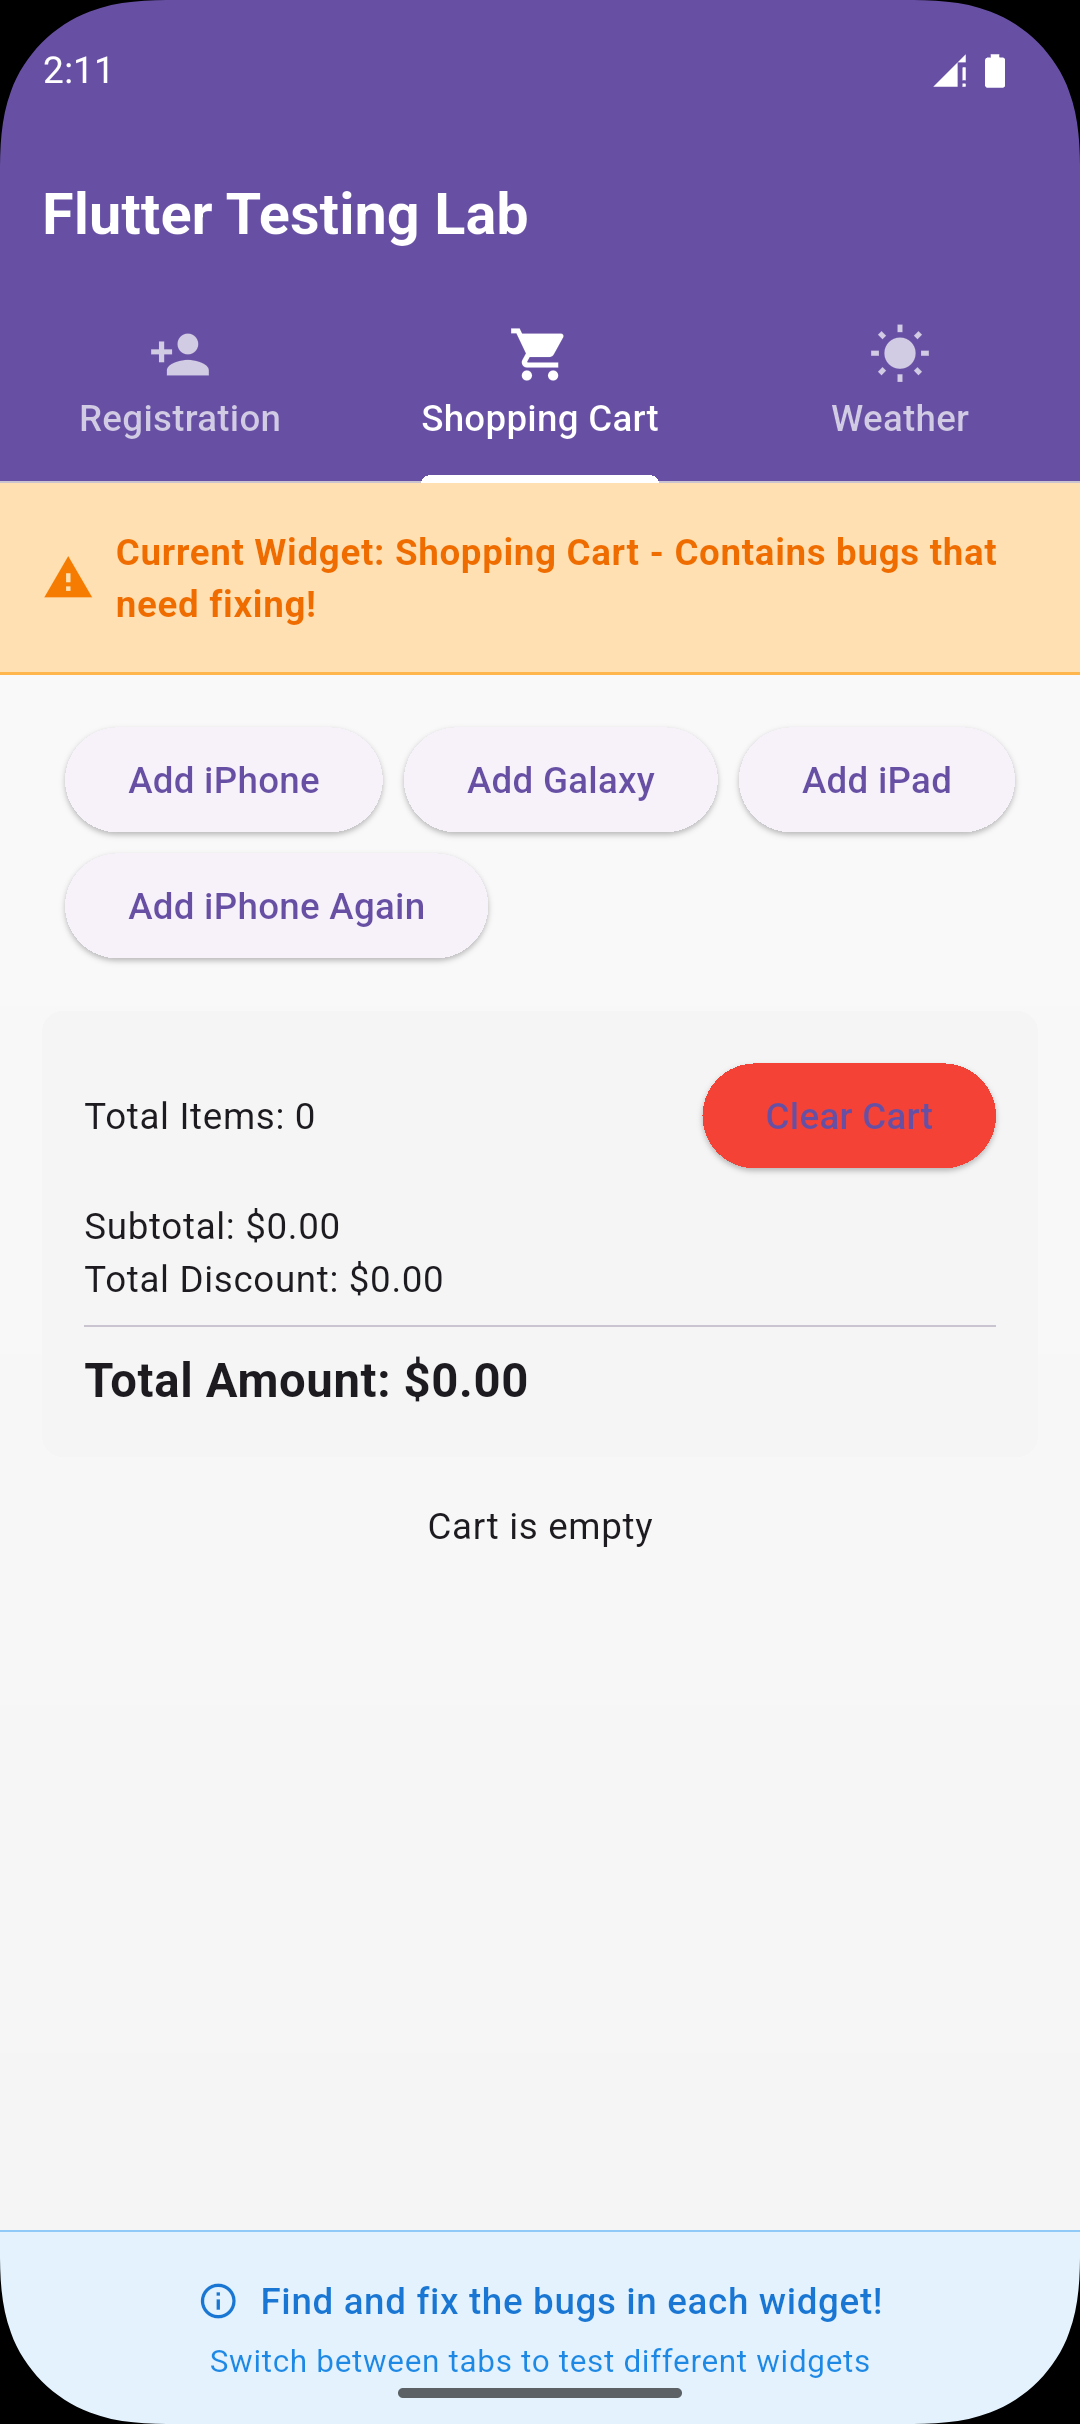 2:11
Flutter Testing Lab
Registration
Shopping Cart
Weather
Current Widget: Shopping Cart - Contains bugs that
need fixing!
Add iPhone
Add Galaxy
Add iPad
Add iPhone Again
Total Items: 0
Clear Cart
Subtotal: $0.00
Total Discount: $0.00
Total Amount: $0.00
Cart is empty
Find and fix the bugs in each widget!
Switch between tabs to test different widgets